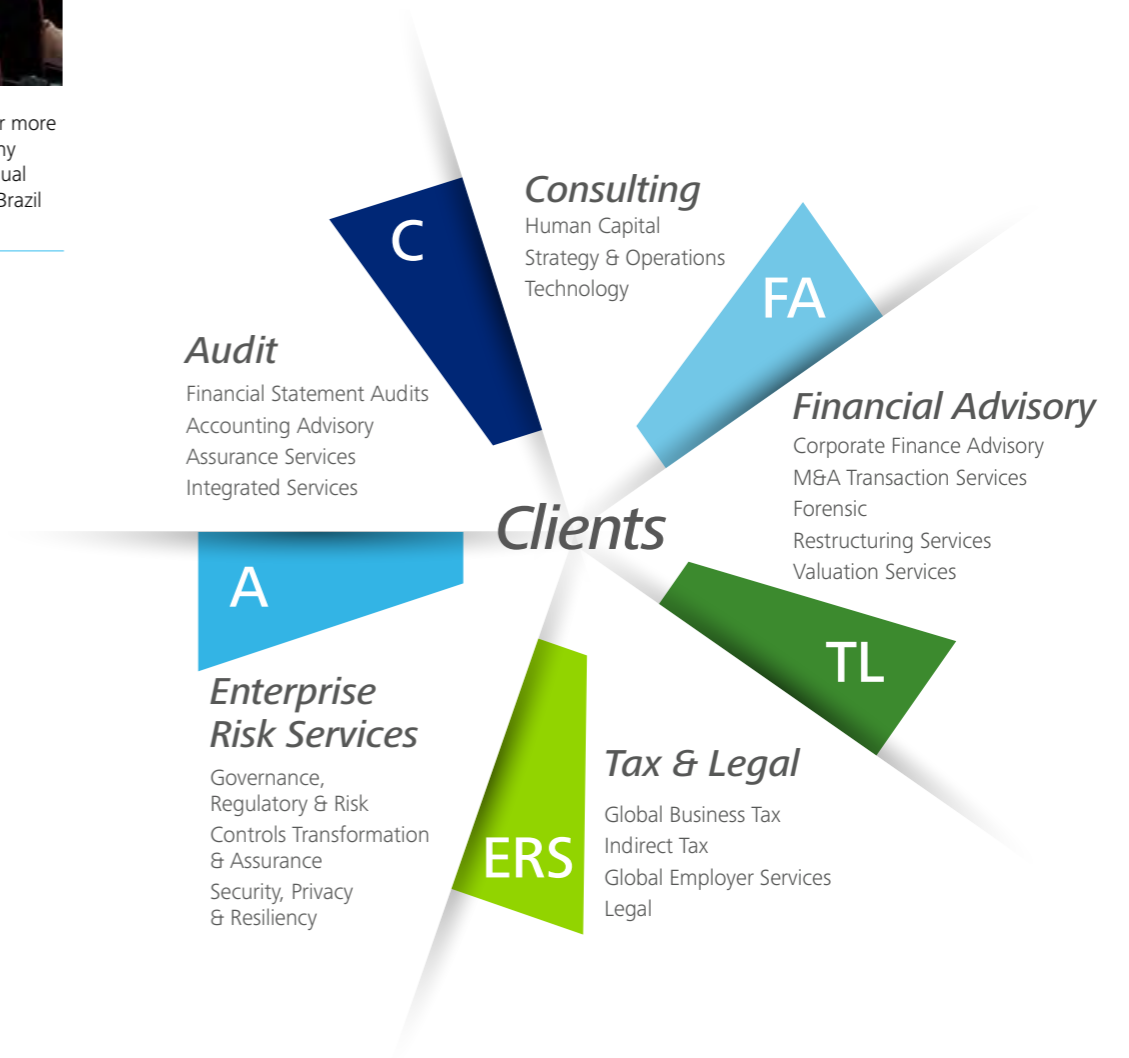 r more
ny
ual
Brazil
C
Consulting
Human Capital
Strategy & Operations
Technology
FA
Audit
Financial Statement Audits
Accounting Advisory
Assurance Services
Integrated Services
Financial Advisory
Corporate Finance Advisory
M&A Transaction Services
Forensic
Restructuring Services
Valuation Services
Clients
A
TL
Enterprise
Risk Services
Governance,
Regulatory & Risk
Controls Transformation
& Assurance
Security, Privacy
& Resiliency
ERS
Tax & Legal
Global Business Tax
Indirect Tax
Global Employer Services
Legal